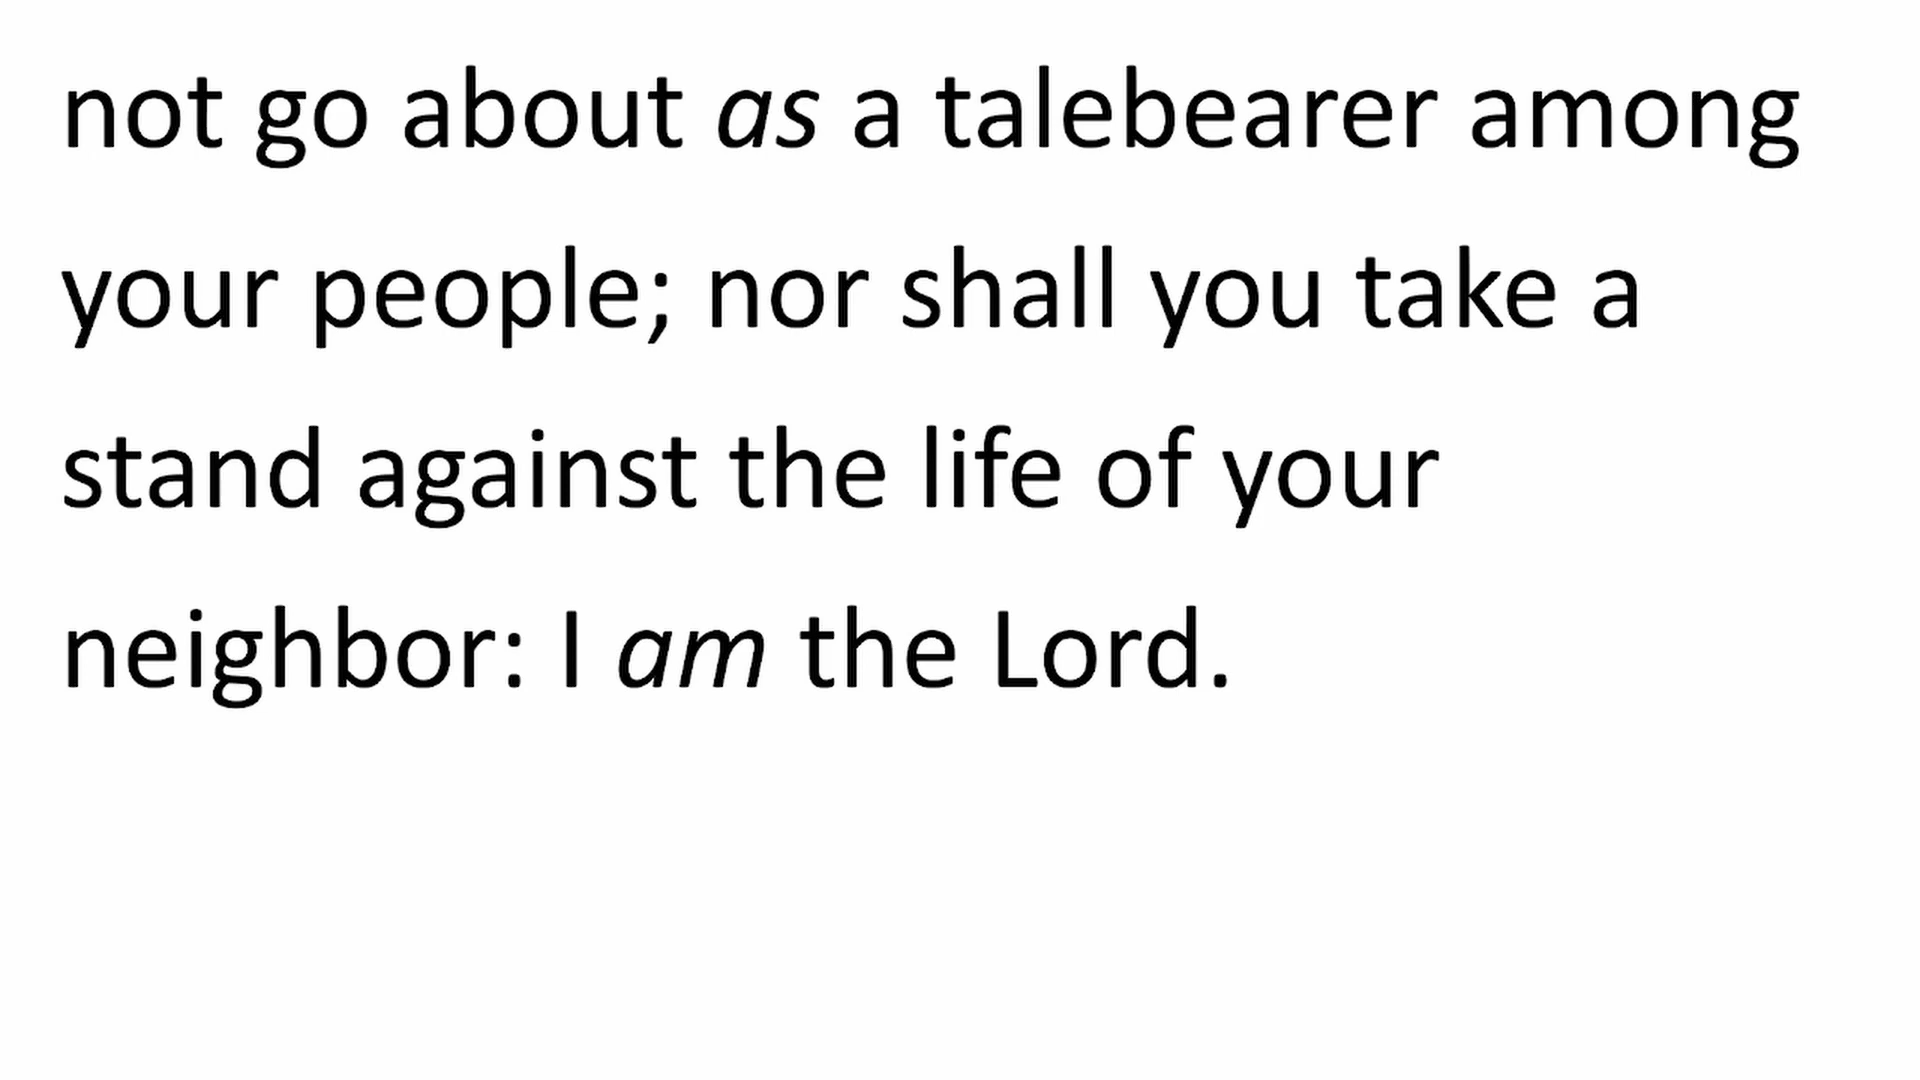 not go about as a talebearer among
your people; nor shall you take a
stand against the life of your
neighbor: I am the Lord.